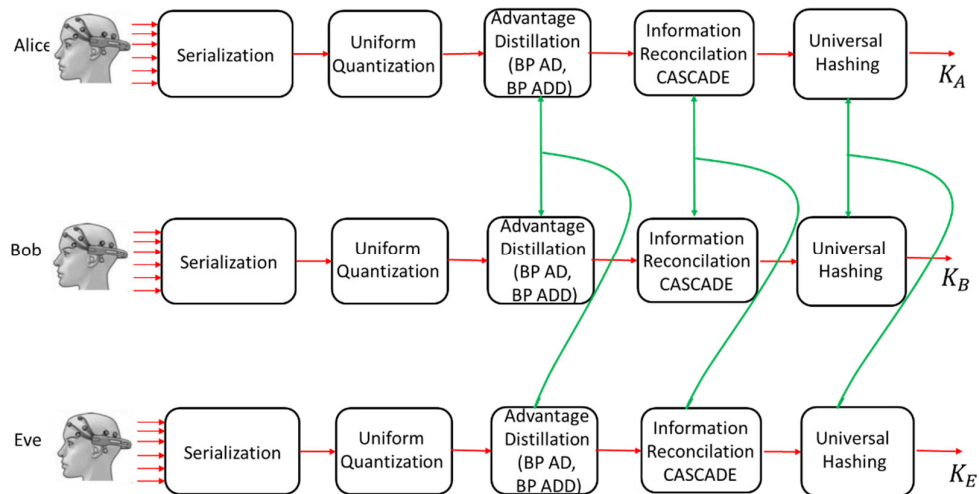 Alice
Serialization
Uniform
Quantization
Advantage
Distillation
(BP AD,
BP ADD)
Information
Reconcilation
CASCADE
Universal
Hashing
K_A
Bob
Serialization
Uniform
Quantization
Advantage
Distillation
(BP AD,
BP ADD)
Information
Reconcilation
CASCADE
Universal
Hashing
K_B
Eve
Serialization
Uniform
Quantization
Advantage
Distillation
(BP AD,
BP ADD)
Information
Reconcilation
CASCADE
Universal
Hashing
K_E